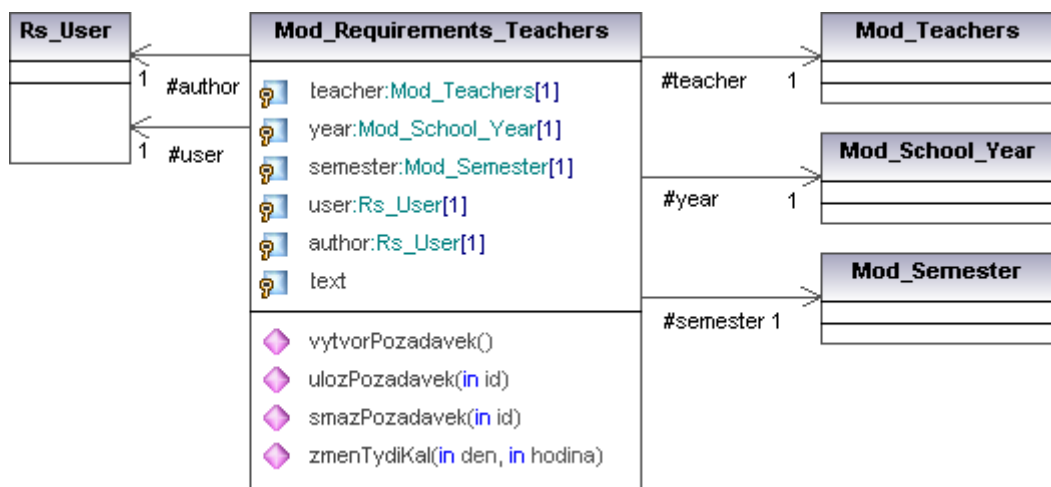 Rs_User
1
#author
1
#user
Mod_Requirements_Teachers
teacher:Mod_Teachers[1]
year:Mod_School_Year[1]
semester:Mod_Semester[1]
user:Rs_User[1]
author:Rs_User[1]
text
vytvorPozadavek()
ulozPozadavek(in id)
smazPozadavek(in id)
zmenTydiKal(in den, in hodina)
#teacher 1
#year 1
#semester 1
Mod_Teachers
Mod_School_Year
Mod_Semester